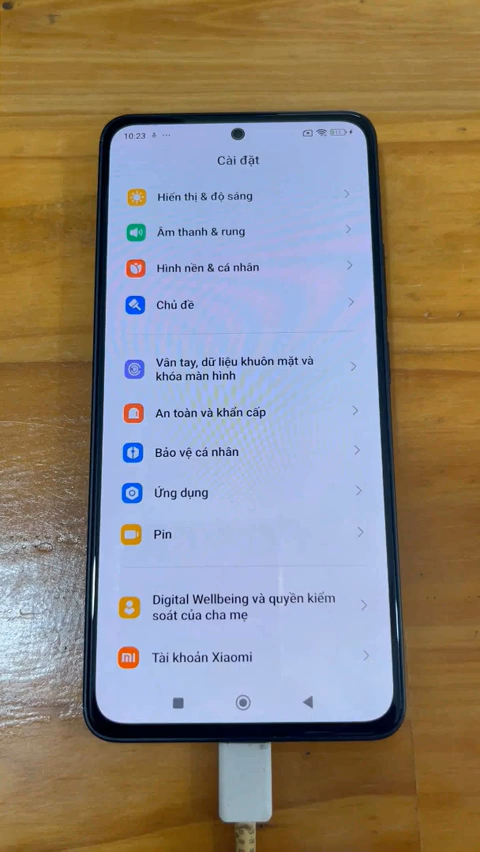 10:23
Cài đặt
Hiển thị & độ sáng
Âm thanh & rung
Hình nền & cá nhân
Chủ đề
Vân tay, dữ liệu khuôn mặt và
khóa màn hình
An toàn và khẩn cấp
Bảo vệ cá nhân
Ứng dụng
Pin
Digital Wellbeing và quyền kiểm
soát của cha mẹ
mi
Tài khoản Xiaomi